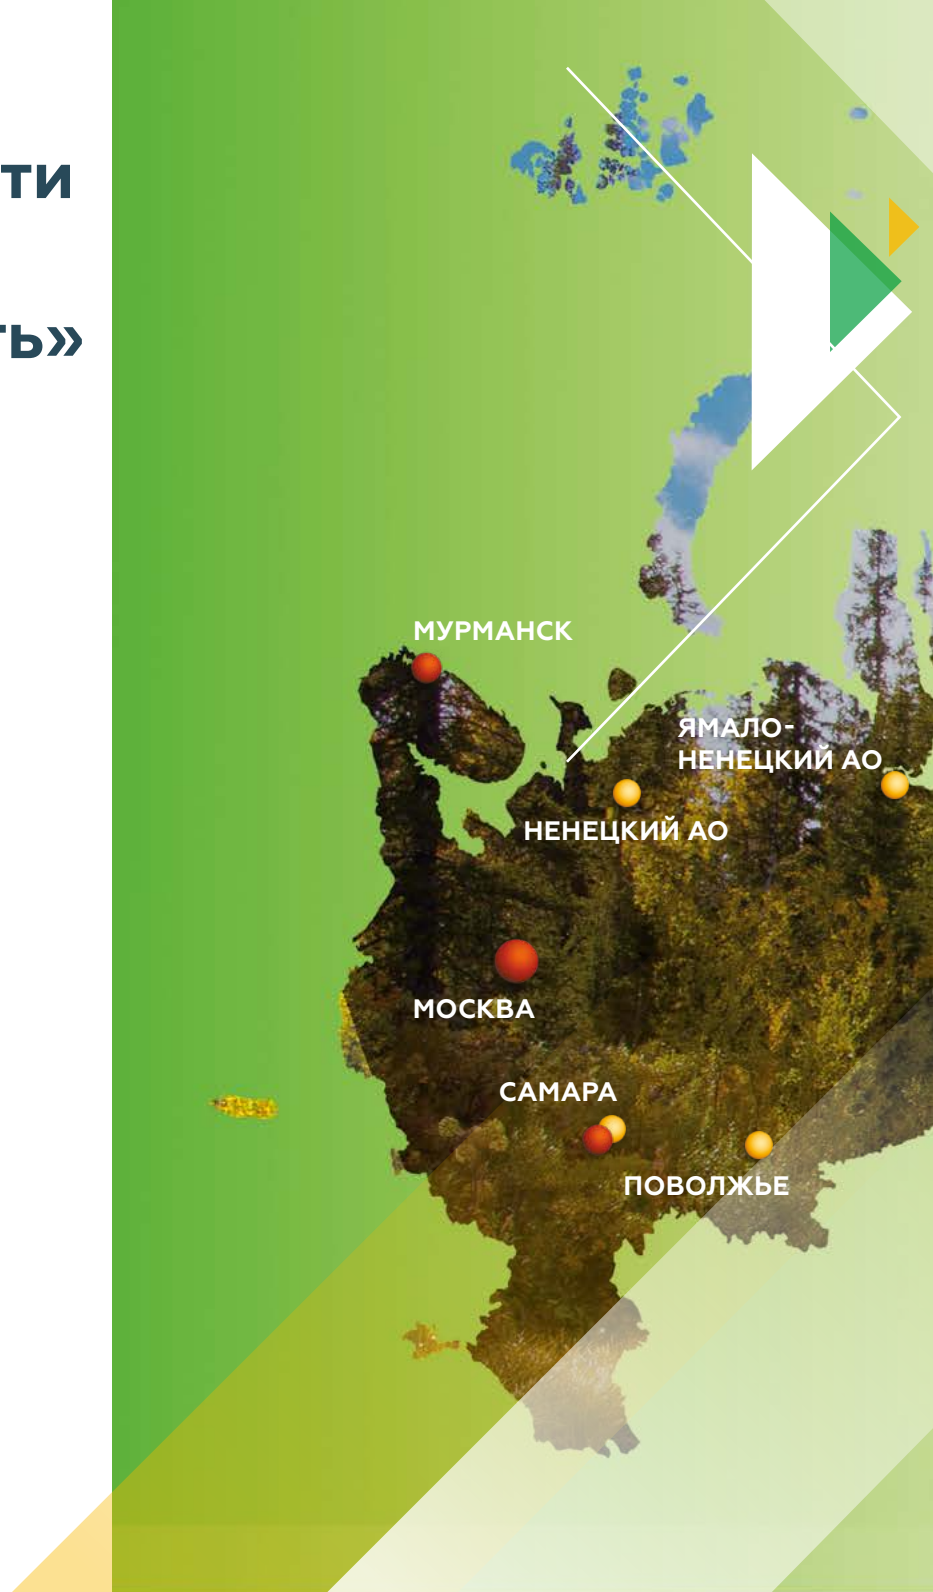 ти
ть»
МУРМАНСК
ЯМАЛО-
НЕНЕЦКИЙ АО
НЕНЕЦКИЙ АО
МОСКВА
САМАРА
ПОВОЛЖЬЕ